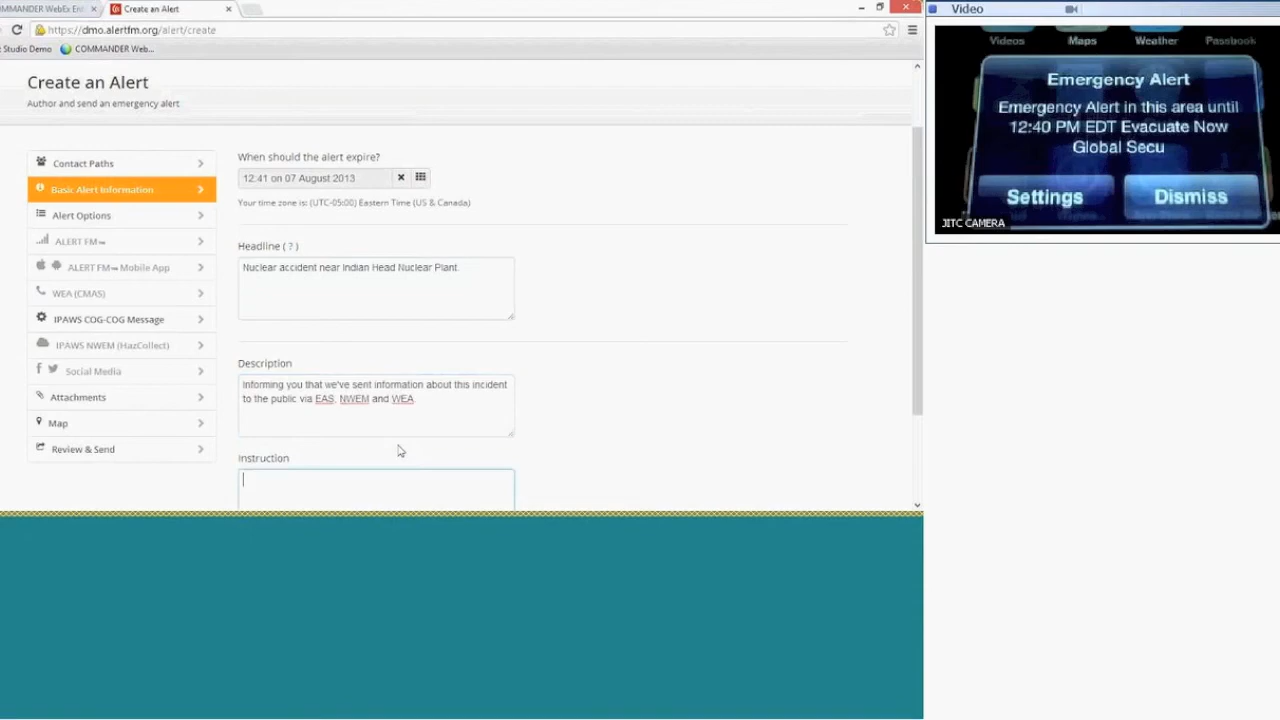 COMMANDER WebEx Ent
Create an Alert
https://dmo.alertfm.org/alert/create
t Studio Demo
COMMANDER Web...
Create an Alert
Author and send an emergency alert
Contact Paths
Basic Alert Information
Alert Options
ALERT FM
ALERT FM Mobile App
WEA (CMAS)
IPAWS COG-COG Message
IPAWS NWEM (HazCollect)
Social Media
Attachments
Map
Review & Send
When should the alert expire?
12:41 on 07 August 2013
Your time zone is: (UTC-05:00) Eastern Time (US & Canada)
Headline ( ? )
Nuclear accident near Indian Head Nuclear Plant.
Description
Informing you that we've sent information about this incident
to the public via EAS, NWEM and WEA
Instruction
Video
Videos Maps Weather Passbook
Emergency Alert
Emergency Alert in this area until
12:40 PM EDT Evacuate Now
Global Secu
Settings Dismiss
JITC CAMERA